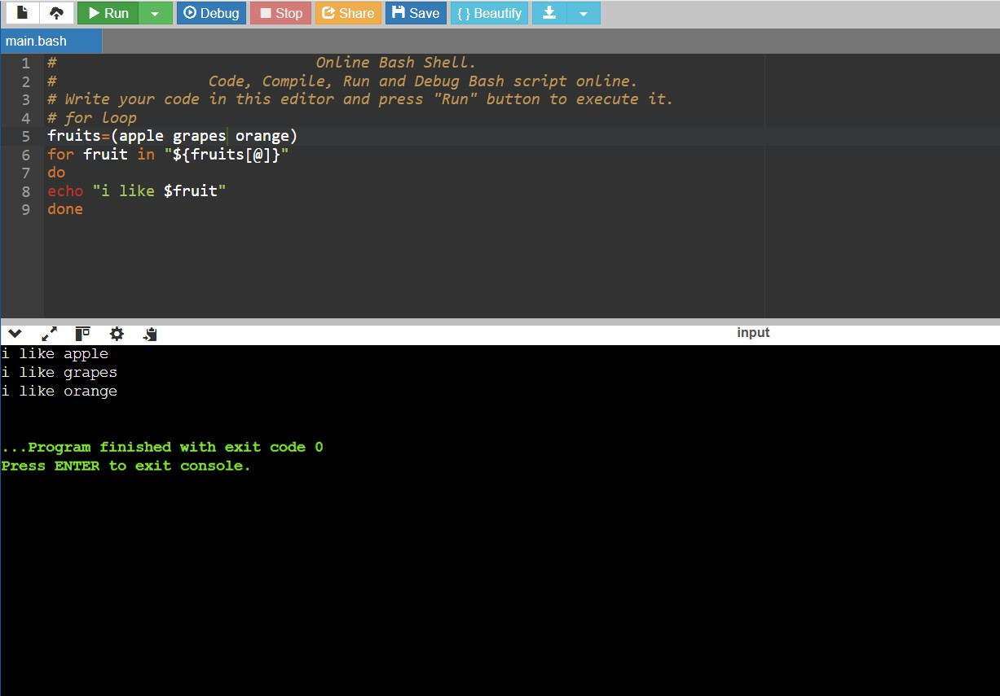 Run Debug Stop Share Save { } Beautify
main.bash
1 # Online Bash Shell.
2 # Code, Compile, Run and Debug Bash script online.
3 # Write your code in this editor and press "Run" button to execute it.
4 # for loop
5 fruits=(apple grapes orange)
6 for fruit in "${fruits[@]}"
7 do
8 echo "i like $fruit"
9 done
input
i like apple
i like grapes
i like orange
...Program finished with exit code 0
Press ENTER to exit console.